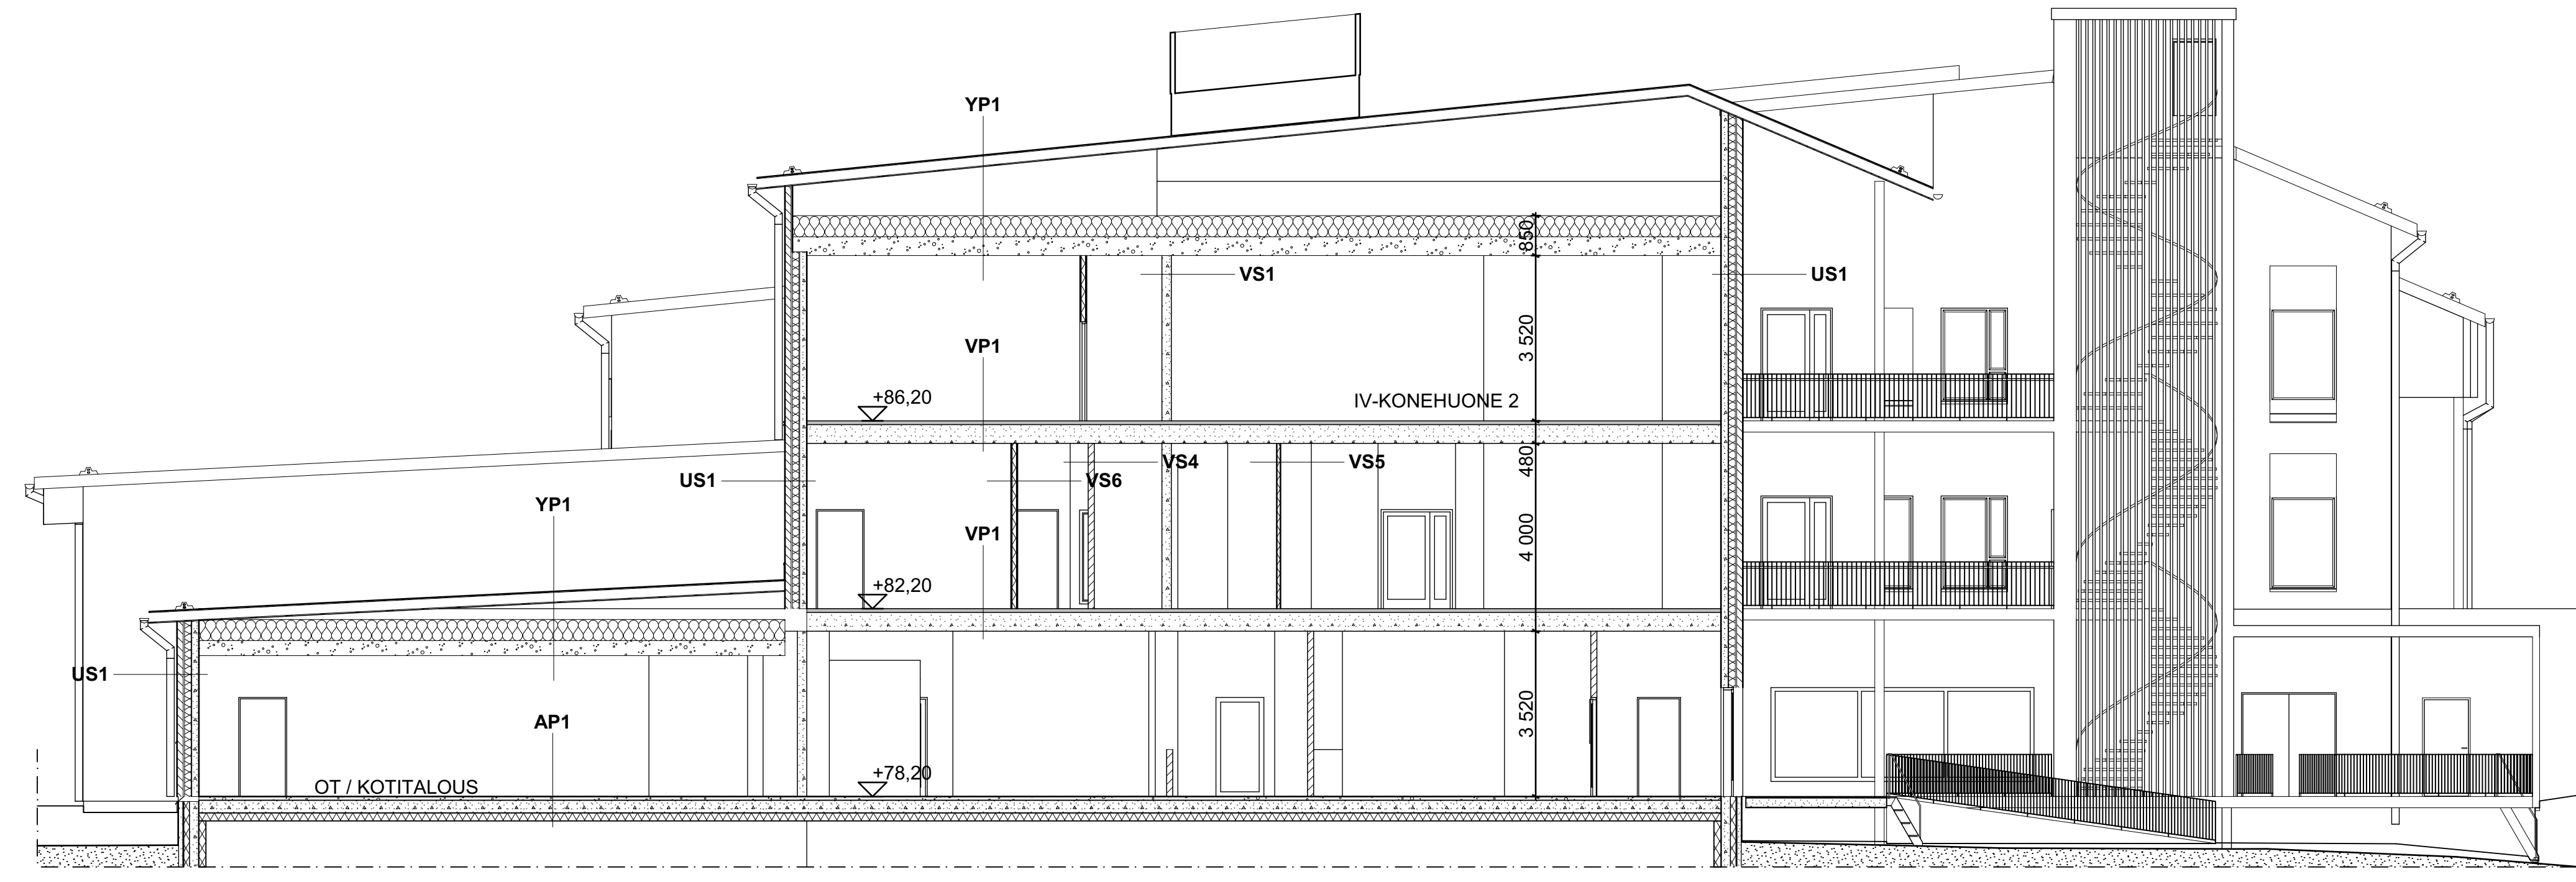 YP1
850
VS1
US1
3 520
VP1
+86,20
IV-KONEHUONE 2
480
VS4
VS5
US1
VS6
YP1
VP1
4 000
+82,20
US1
3 520
AP1
+78,20
OT / KOTITALOUS